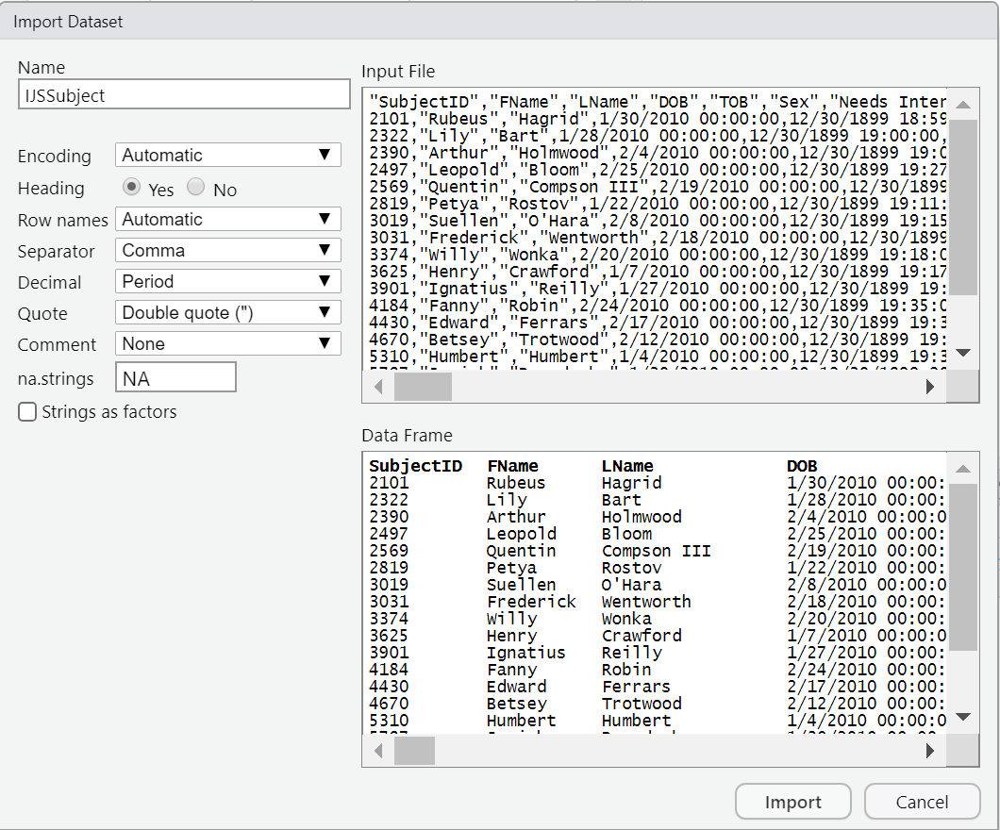 Import Dataset
Name
IJSSubject
Encoding Automatic
Heading Yes No
Row names Automatic
Separator Comma
Decimal Period
Quote Double quote (")
Comment None
na.strings NA
Strings as factors
Input File
"SubjectID","FName","LName","DOB","TOB","Sex","Needs Inter
2101,"Rubeus","Hagrid",1/30/2010 00:00:00,12/30/1899 18:59
2322,"Lily","Bart",1/28/2010 00:00:00,12/30/1899 19:00:00,
2390,"Arthur","Holmwood",2/4/2010 00:00:00,12/30/1899 19:0
2497,"Leopold","Bloom",2/25/2010 00:00:00,12/30/1899 19:27
2569,"Quentin","Compson III",2/19/2010 00:00:00,12/30/1899
2819,"Petya","Rostov",1/22/2010 00:00:00,12/30/1899 19:11:
3019,"Suellen","O'Hara",2/8/2010 00:00:00,12/30/1899 19:15
3031,"Frederick","Wentworth",2/18/2010 00:00:00,12/30/1899
3374,"Willy","Wonka",2/20/2010 00:00:00,12/30/1899 19:18:0
3625,"Henry","Crawford",1/7/2010 00:00:00,12/30/1899 19:17
3901,"Ignatius","Reilly",1/27/2010 00:00:00,12/30/1899 19:
4184,"Fanny","Robin",2/24/2010 00:00:00,12/30/1899 19:35:0
4430,"Edward","Ferrars",2/17/2010 00:00:00,12/30/1899 19:3
4670,"Betsey","Trotwood",2/12/2010 00:00:00,12/30/1899 19:
5310,"Humbert","Humbert",1/4/2010 00:00:00,12/30/1899 19:3
Data Frame
SubjectID FName LName DOB
2101 Rubeus Hagrid 1/30/2010 00:00:
2322 Lily Bart 1/28/2010 00:00:
2390 Arthur Holmwood 2/4/2010 00:00:0
2497 Leopold Bloom 2/25/2010 00:00:
2569 Quentin Compson III 2/19/2010 00:00:
2819 Petya Rostov 1/22/2010 00:00:
3019 Suellen O'Hara 2/8/2010 00:00:0
3031 Frederick Wentworth 2/18/2010 00:00:
3374 Willy Wonka 2/20/2010 00:00:
3625 Henry Crawford 1/7/2010 00:00:0
3901 Ignatius Reilly 1/27/2010 00:00:
4184 Fanny Robin 2/24/2010 00:00:
4430 Edward Ferrars 2/17/2010 00:00:
4670 Betsey Trotwood 2/12/2010 00:00:
5310 Humbert Humbert 1/4/2010 00:00:0
Import Cancel